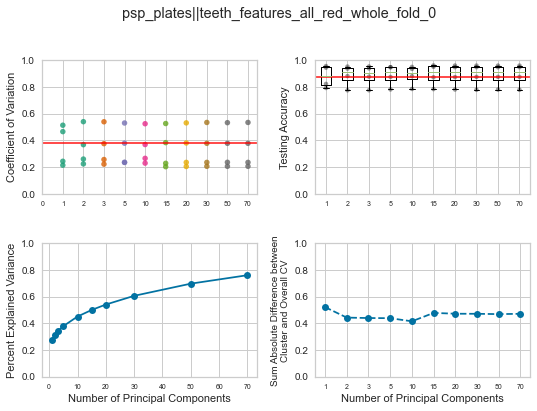 psp_plates||teeth_features_all_red_whole_fold_0
Coefficient of Variation
1.0
0.8
0.6
0.4
0.2
0.0
0 1 2 3 5 10 15 20 30 50 70
Testing Accuracy
1.0
0.8
0.6
0.4
0.2
0.0
1 2 3 5 10 15 20 30 50 70
Percent Explained Variance
1.0
0.8
0.6
0.4
0.2
0.0
0 10 20 30 40 50 60 70
Number of Principal Components
Sum Absolute Difference between
Cluster and Overall CV
1.0
0.8
0.6
0.4
0.2
0.0
1 2 3 5 10 15 20 30 50 70
Number of Principal Components